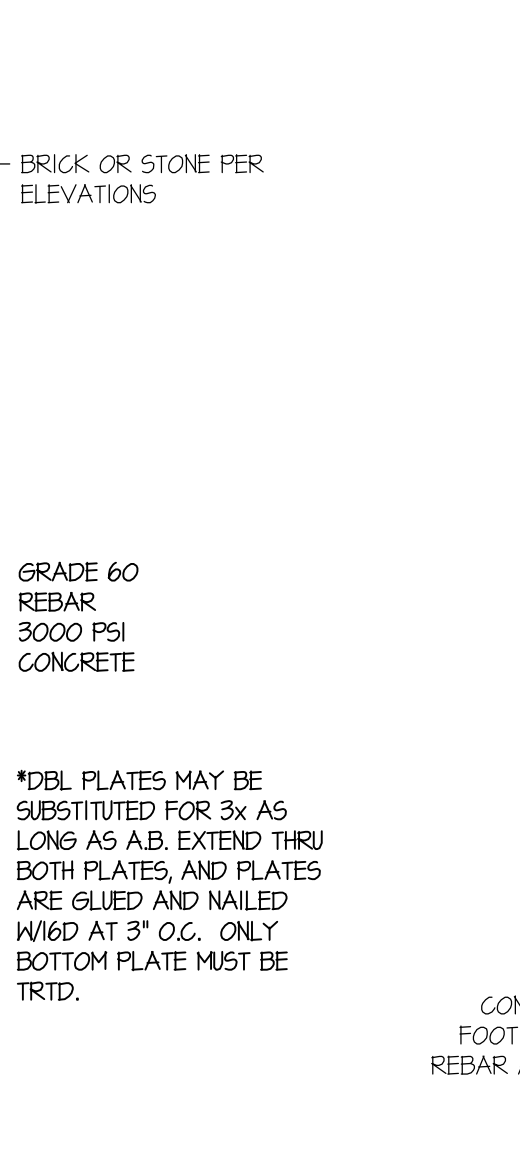 BRICK OR STONE PER
ELEVATIONS
GRADE 60
REBAR
3000 PSI
CONCRETE
*DBL PLATES MAY BE
SUBSTITUTED FOR 3x AS
LONG AS A.B. EXTEND THRU
BOTH PLATES, AND PLATES
ARE GLUED AND NAILED
W/16D AT 3" O.C. ONLY
BOTTOM PLATE MUST BE
TRTD.
REBAR